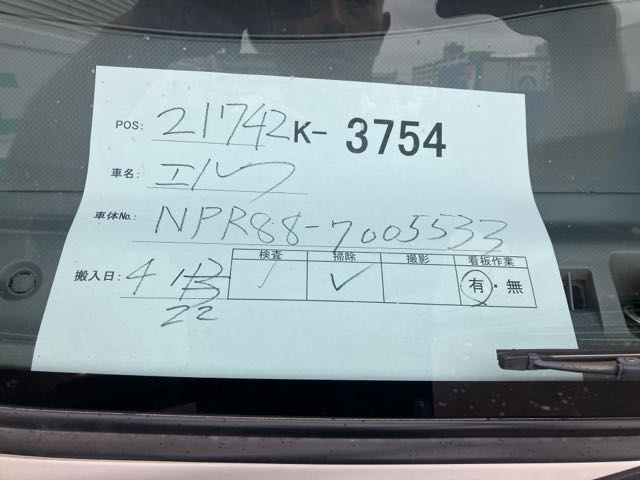 POS: 21742 K-3754
車名: エルフ
車体No.: NPR88-7005533
検査 掃除 撮影 看板作業
搬入日: 4 ✓ 有・無
22